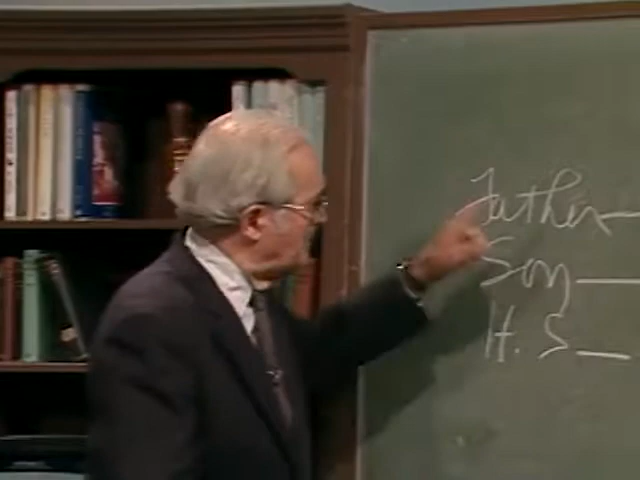 Father—
Son—
H. S.—